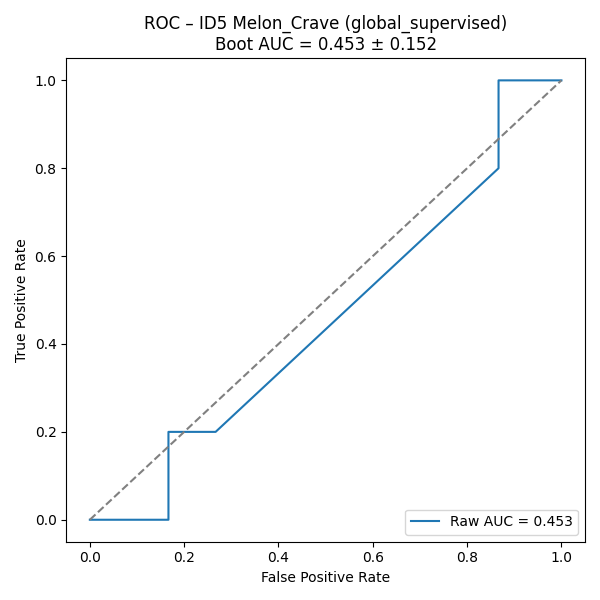 ROC – ID5 Melon_Crave (global_supervised)
Boot AUC = 0.453 ± 0.152
True Positive Rate
1.0
0.8
0.6
0.4
0.2
0.0
Raw AUC = 0.453
0.0 0.2 0.4 0.6 0.8 1.0
False Positive Rate